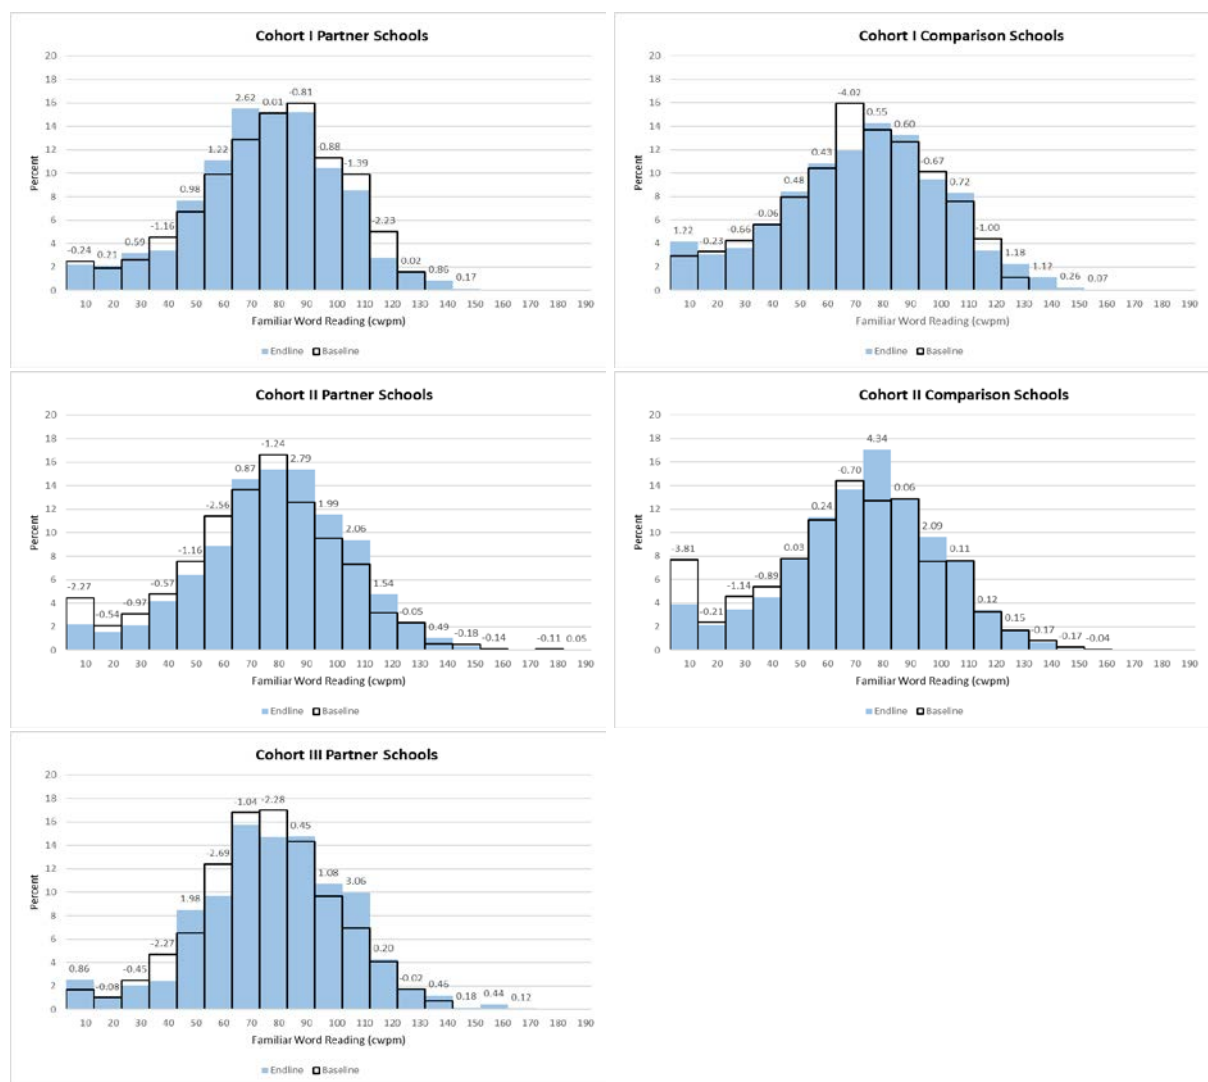 Cohort I Partner Schools
20
18
16
14
12
10
8
6
4
2
0
Percent
-0.24 0.21 0.59 -1.16 0.98 1.22 2.62 0.01 -0.81 0.88 -1.39 -2.23 0.02 0.86 0.17
10 20 30 40 50 60 70 80 90 100 110 120 130 140 150 160 170 180 190
Familiar Word Reading (cwpm)
Endline Baseline
Cohort I Comparison Schools
20
18
16
14
12
10
8
6
4
2
0
Percent
1.22 -0.23 -0.66 -0.06 0.48 0.43 -4.02 0.55 0.60 -0.67 0.72 -1.00 1.18 1.12 0.26 0.07
10 20 30 40 50 60 70 80 90 100 110 120 130 140 150 160 170 180 190
Familiar Word Reading (cwpm)
Endline Baseline
Cohort II Partner Schools
20
18
16
14
12
10
8
6
4
2
0
Percent
-2.27 -0.54 -0.97 -0.57 -1.16 -2.56 0.87 -1.24 2.79 1.99 2.06 1.54 -0.05 0.49 -0.18 -0.14 -0.11 0.05
10 20 30 40 50 60 70 80 90 100 110 120 130 140 150 160 170 180 190
Familiar Word Reading (cwpm)
Endline Baseline
Cohort II Comparison Schools
20
18
16
14
12
10
8
6
4
2
0
Percent
-3.81 -0.21 -1.14 -0.89 0.03 0.24 -0.70 4.34 0.06 2.09 0.11 0.12 0.15 -0.17 -0.17 -0.04
10 20 30 40 50 60 70 80 90 100 110 120 130 140 150 160 170 180 190
Familiar Word Reading (cwpm)
Endline Baseline
Cohort III Partner Schools
20
18
16
14
12
10
8
6
4
2
0
Percent
0.86 -0.08 -0.45 -2.27 1.98 -2.69 -1.04 -2.28 0.45 1.08 3.06 0.20 -0.02 0.46 0.18 0.44 0.12
10 20 30 40 50 60 70 80 90 100 110 120 130 140 150 160 170 180 190
Familiar Word Reading (cwpm)
Endline Baseline